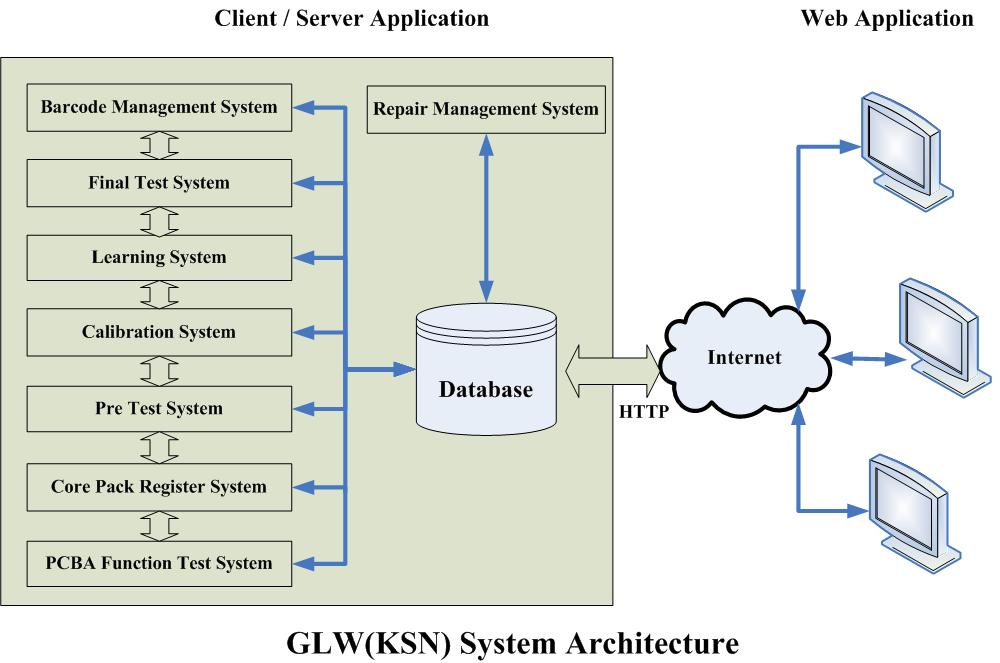 Client / Server Application
Web Application
Barcode Management System
Repair Management System
Final Test System
Learning System
Calibration System
Pre Test System
Core Pack Register System
PCBA Function Test System
Database
HTTP
Internet
GLW(KSN) System Architecture